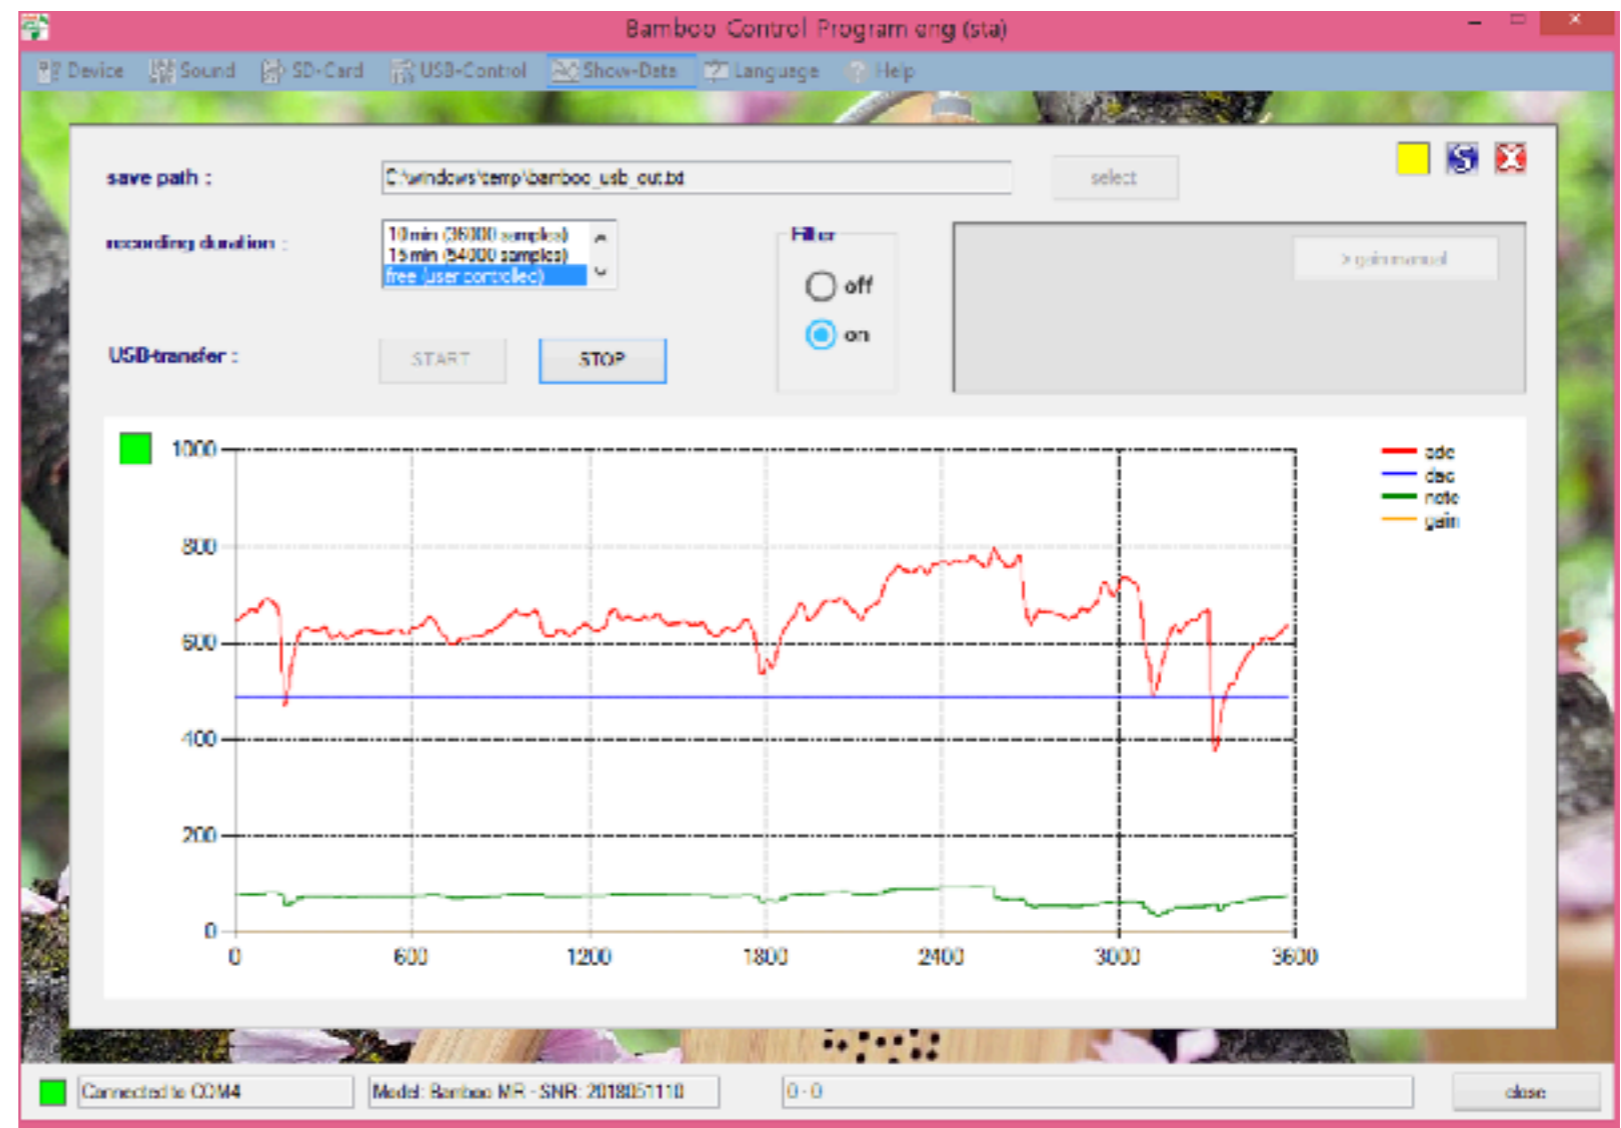 Bamboo Control Program eng (sta)
Device Sound SD-Card USB-Control Show-Data Language Help
save path :
C:\windows\temp\bamboo_usb_out.txt
select
recording duration :
10 min (36000 samples)
15 min (54000 samples)
free (user controlled)
Filter
off
on
> gain manual
USB-transfer :
START
STOP
1000
800
600
400
200
0
0 600 1200 1800 2400 3000 3600
adc
dac
note
gain
Connected to COM4
Model: Bamboo MR - SNR: 2018051110
0 - 0
close